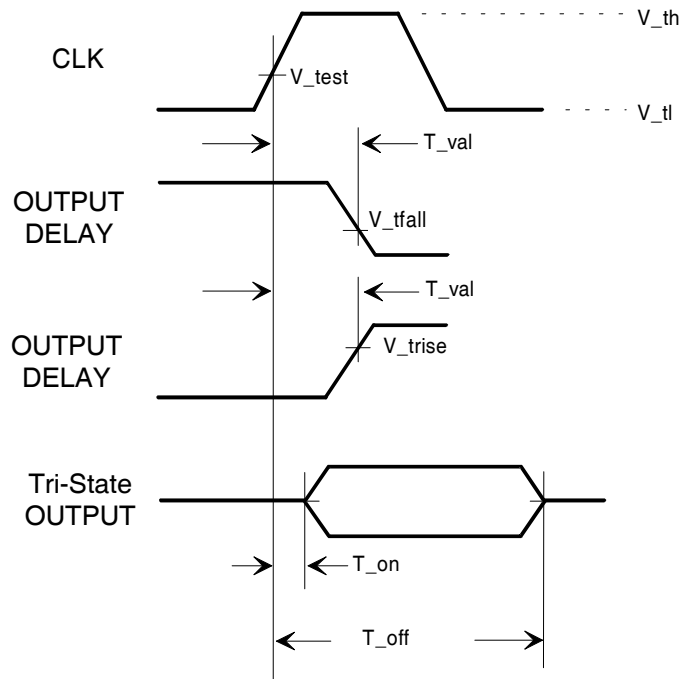 V_th
CLK
V_test
V_tl
T_val
OUTPUT
DELAY
V_tfall
T_val
OUTPUT
DELAY
V_trise
Tri-State
OUTPUT
T_on
T_off